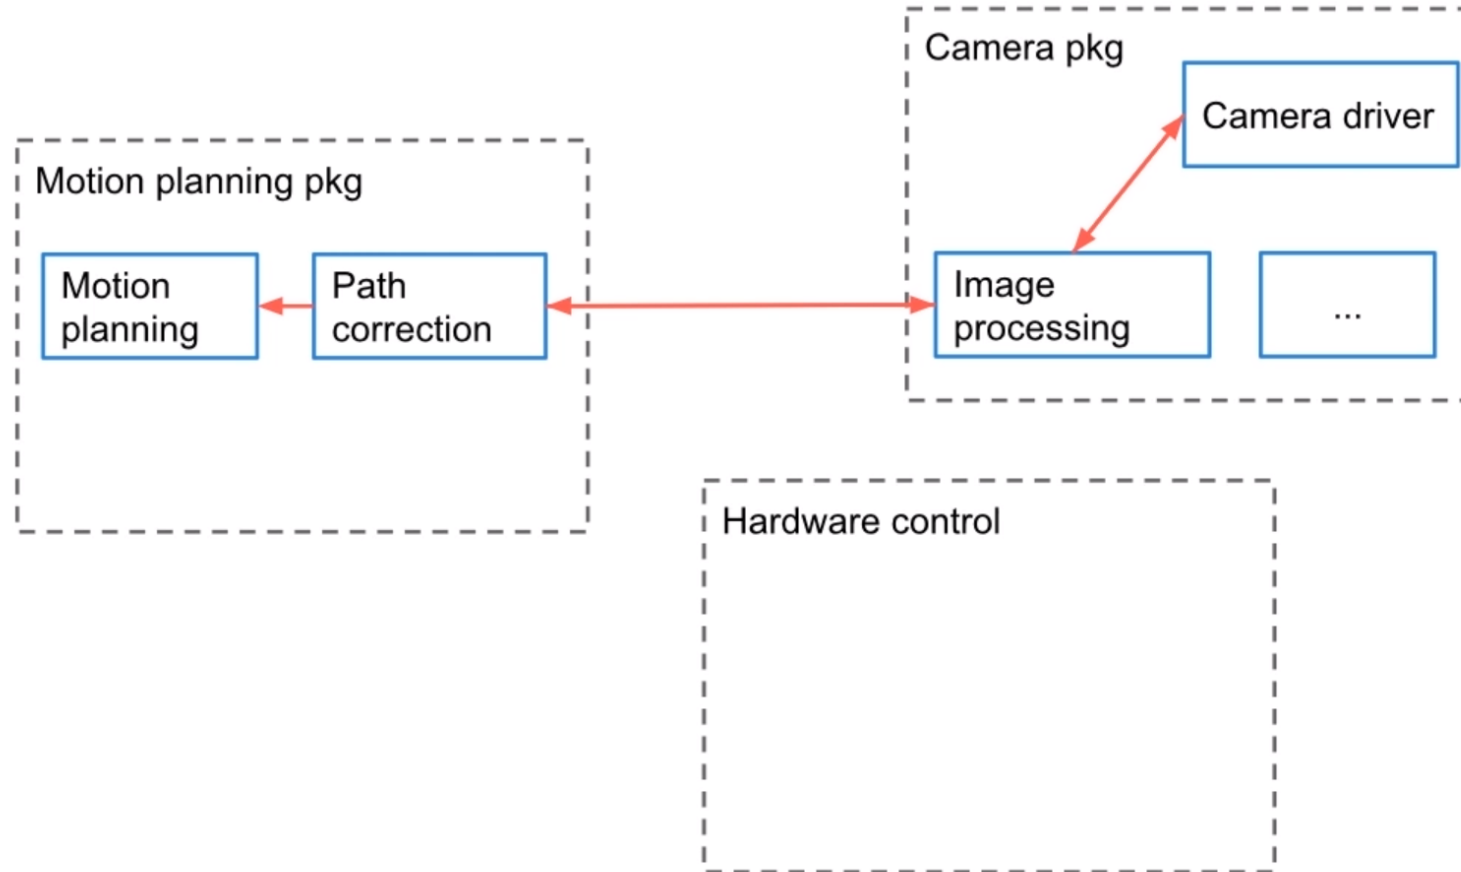 Camera pkg
Camera driver
Motion planning pkg
Motion
planning
Path
correction
Image
processing
...
Hardware control